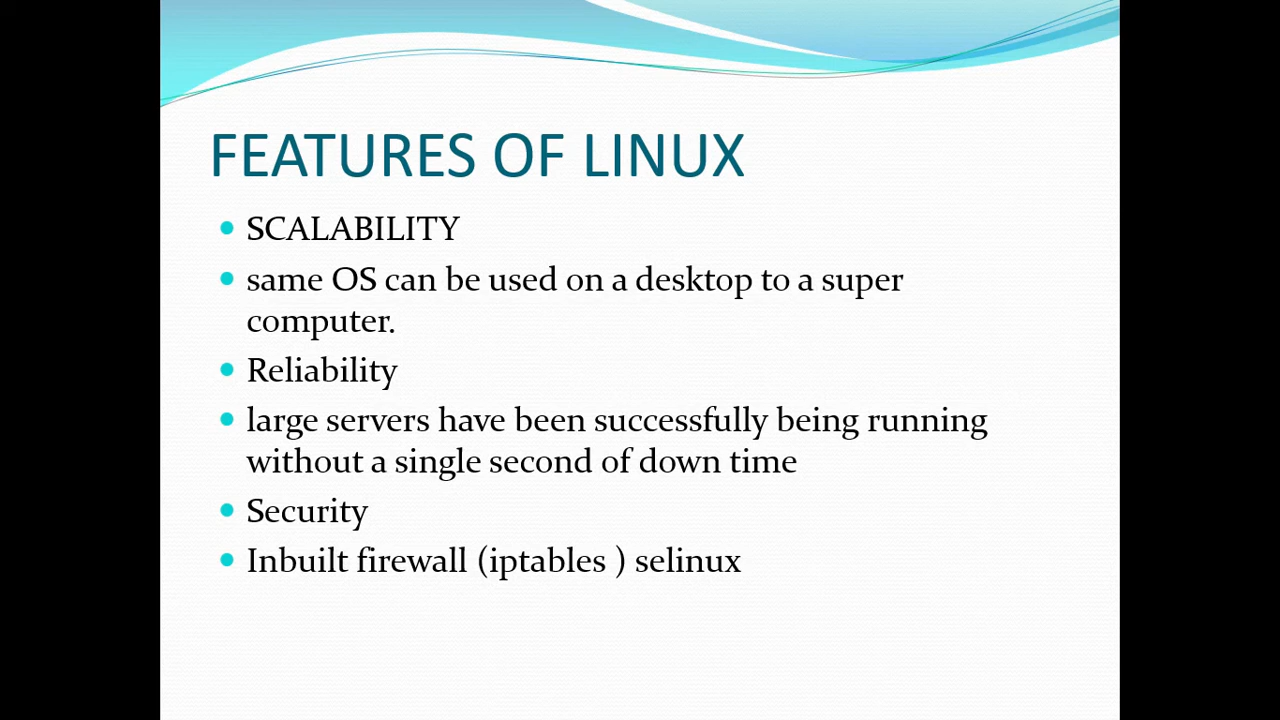 FEATURES OF LINUX
• SCALABILITY
• same OS can be used on a desktop to a super
computer.
• Reliability
• large servers have been successfully being running
without a single second of down time
• Security
• Inbuilt firewall (iptables ) selinux